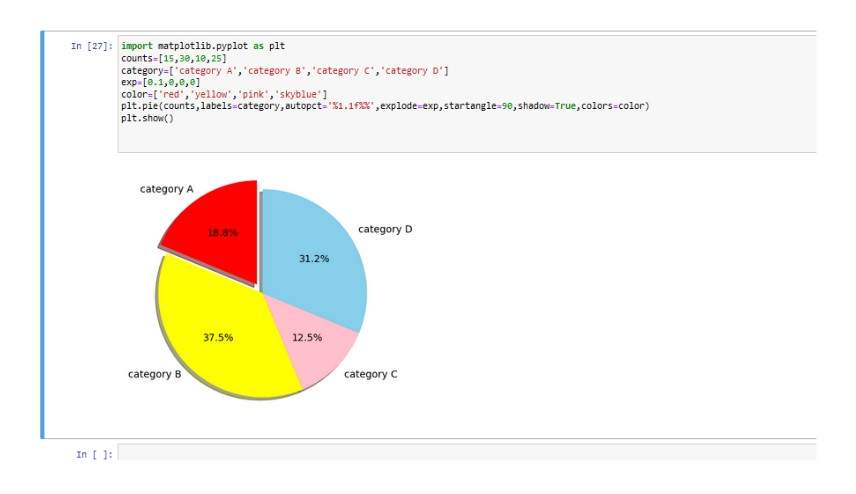 In [27]: import matplotlib.pyplot as plt
counts=[15,30,10,25]
category=['category A','category B','category C','category D']
exp=[0.1,0,0,0]
color=['red','yellow','pink','skyblue']
plt.pie(counts,labels=category,autopct='%1.1f%%',explode=exp,startangle=90,shadow=True,colors=color)
plt.show()
category A
18.8%
category D
31.2%
37.5%
12.5%
category B
category C
In [ ]: